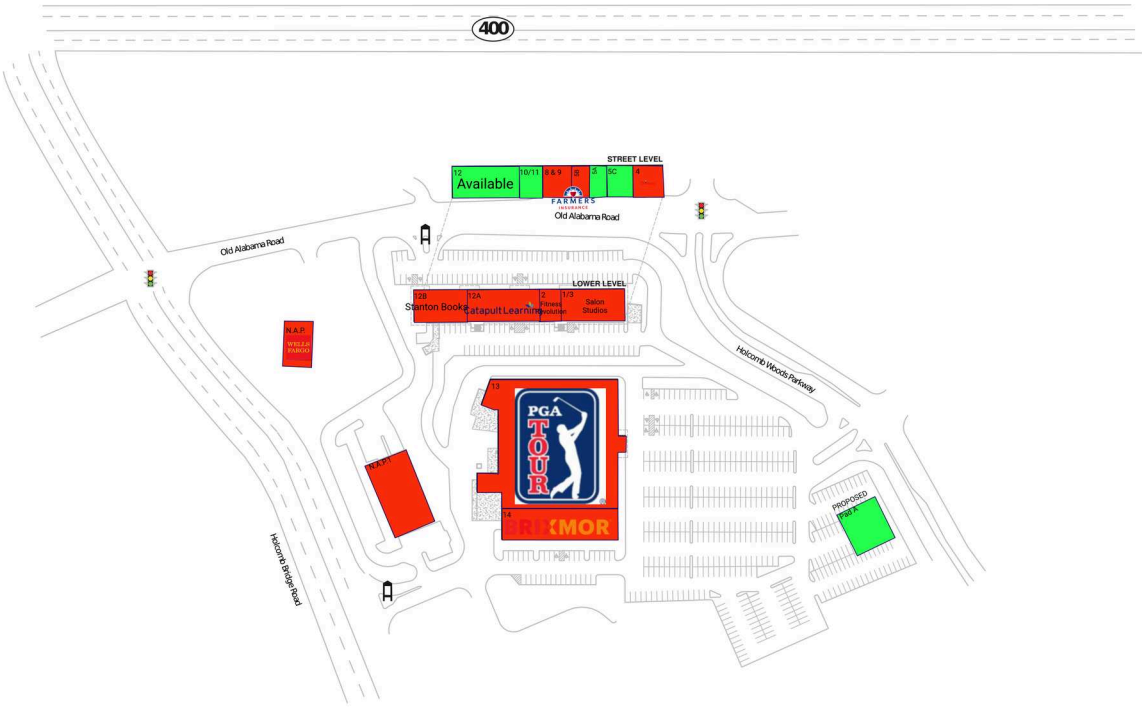 400
STREET LEVEL
12
10/11
8 & 9
5C
4
Available
FARMERS
INSURANCE
Old Alabama Road
Old Alabama Road
LOWER LEVEL
12B
12A
2
1/3
Stanton Books
Catapult Learning
Fitness
Evolution
Salon
Studios
N.A.P.
WELLS
FARGO
Holcomb Woods Parkway
13
PGA
TOUR
®
N.A.P.1
PROPOSED
Pad A
14
BRIXMOR
Holcomb Bridge Road